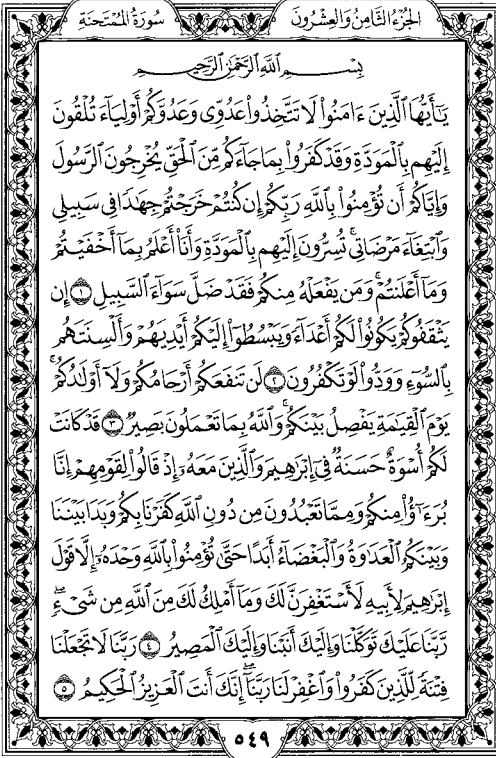 الجزء الثامن والعشرون
سورة الممتحنة
بِسْمِ ٱللَّهِ ٱلرَّحْمَٰنِ ٱلرَّحِيمِ
يَٰٓأَيُّهَا ٱلَّذِينَ ءَامَنُوا۟ لَا تَتَّخِذُوا۟ عَدُوِّى وَعَدُوَّكُمْ أَوْلِيَآءَ تُلْقُونَ
إِلَيْهِم بِٱلْمَوَدَّةِ وَقَدْ كَفَرُوا۟ بِمَا جَآءَكُم مِّنَ ٱلْحَقِّ يُخْرِجُونَ ٱلرَّسُولَ
وَإِيَّاكُمْ أَن تُؤْمِنُوا۟ بِٱللَّهِ رَبِّكُمْ إِن كُنتُمْ خَرَجْتُمْ جِهَٰدًا فِى سَبِيلِى
وَٱبْتِغَآءَ مَرْضَاتِى ۚ تُسِرُّونَ إِلَيْهِم بِٱلْمَوَدَّةِ وَأَنَا۠ أَعْلَمُ بِمَآ أَخْفَيْتُمْ
وَمَآ أَعْلَنتُمْ ۚ وَمَن يَفْعَلْهُ مِنكُمْ فَقَدْ ضَلَّ سَوَآءَ ٱلسَّبِيلِ ١ إِن
يَثْقَفُوكُمْ يَكُونُوا۟ لَكُمْ أَعْدَآءً وَيَبْسُطُوٓا۟ إِلَيْكُمْ أَيْدِيَهُمْ وَأَلْسِنَتَهُم
بِٱلسُّوٓءِ وَوَدُّوا۟ لَوْ تَكْفُرُونَ ٢ لَن تَنفَعَكُمْ أَرْحَامُكُمْ وَلَآ أَوْلَٰدُكُمْ ۚ
يَوْمَ ٱلْقِيَٰمَةِ يَفْصِلُ بَيْنَكُمْ ۚ وَٱللَّهُ بِمَا تَعْمَلُونَ بَصِيرٌ ٣ قَدْ كَانَتْ
لَكُمْ أُسْوَةٌ حَسَنَةٌ فِىٓ إِبْرَٰهِيمَ وَٱلَّذِينَ مَعَهُۥٓ إِذْ قَالُوا۟ لِقَوْمِهِمْ إِنَّا
بُرَءَٰٓؤُا۟ مِنكُمْ وَمِمَّا تَعْبُدُونَ مِن دُونِ ٱللَّهِ كَفَرْنَا بِكُمْ وَبَدَا بَيْنَنَا
وَبَيْنَكُمُ ٱلْعَدَٰوَةُ وَٱلْبَغْضَآءُ أَبَدًا حَتَّىٰ تُؤْمِنُوا۟ بِٱللَّهِ وَحْدَهُۥٓ إِلَّا قَوْلَ
إِبْرَٰهِيمَ لِأَبِيهِ لَأَسْتَغْفِرَنَّ لَكَ وَمَآ أَمْلِكُ لَكَ مِنَ ٱللَّهِ مِن شَىْءٍ ۖ
رَّبَّنَا عَلَيْكَ تَوَكَّلْنَا وَإِلَيْكَ أَنَبْنَا وَإِلَيْكَ ٱلْمَصِيرُ ٤ رَبَّنَا لَا تَجْعَلْنَا
فِتْنَةً لِّلَّذِينَ كَفَرُوا۟ وَٱغْفِرْ لَنَا رَبَّنَآ ۖ إِنَّكَ أَنتَ ٱلْعَزِيزُ ٱلْحَكِيمُ ٥
٥٤٩